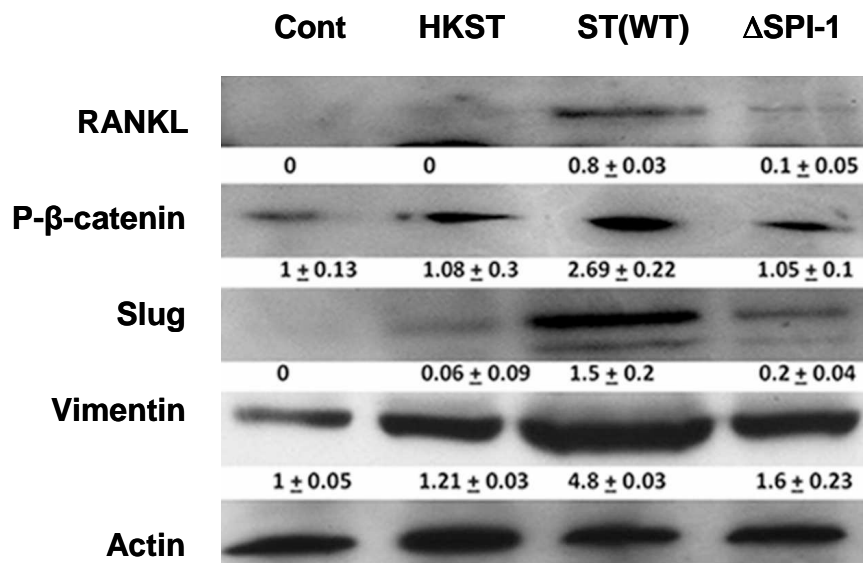 Cont HKST ST(WT) ΔSPI-1
RANKL
0 0 0.8 ± 0.03 0.1 ± 0.05
P-β-catenin
1 ± 0.13 1.08 ± 0.3 2.69 ± 0.22 1.05 ± 0.1
Slug
0 0.06 ± 0.09 1.5 ± 0.2 0.2 ± 0.04
Vimentin
1 ± 0.05 1.21 ± 0.03 4.8 ± 0.03 1.6 ± 0.23
Actin